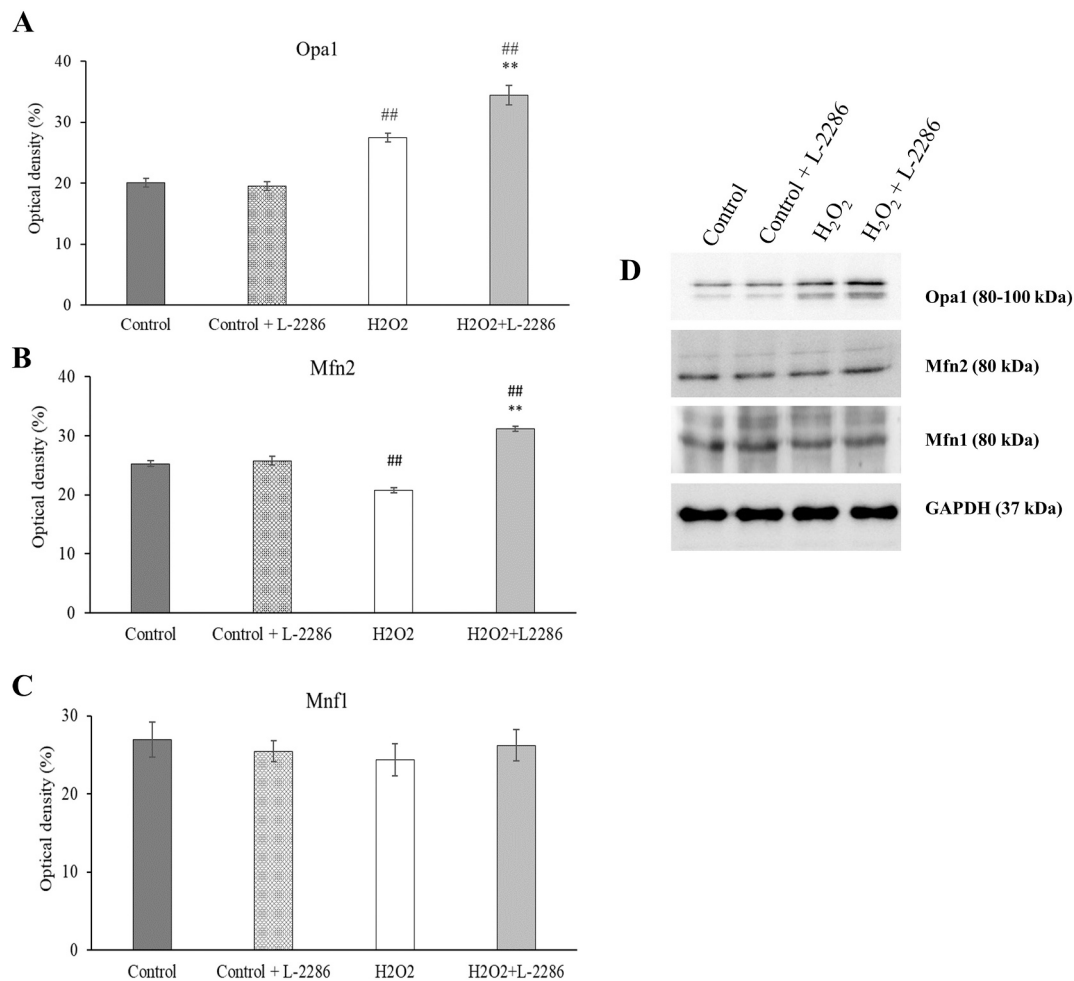 A
Opa1
Optical density (%)
40
30
20
10
0
##
##
**
Control
Control + L-2286
H2O2
H2O2+L-2286
B
Mfn2
Optical density (%)
40
30
20
10
0
##
##
**
Control
Control + L-2286
H2O2
H2O2+L2286
C
Mnf1
Optical density (%)
30
20
10
0
Control
Control + L-2286
H2O2
H2O2+L-2286
D
Control
Control + L-2286
H₂O₂
H₂O₂ + L-2286
Opa1 (80-100 kDa)
Mfn2 (80 kDa)
Mfn1 (80 kDa)
GAPDH (37 kDa)